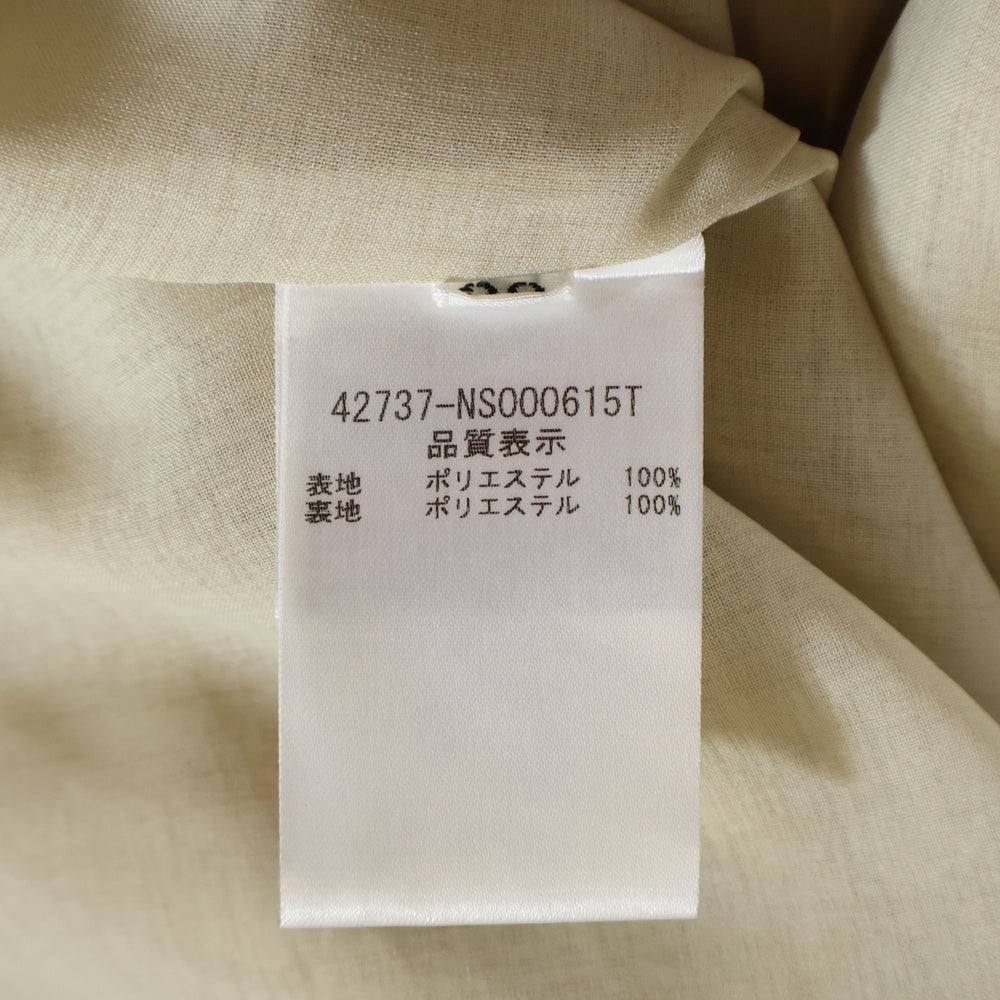 42737-NS000615T
品質表示
表地 ポリエステル 100%
裏地 ポリエステル 100%